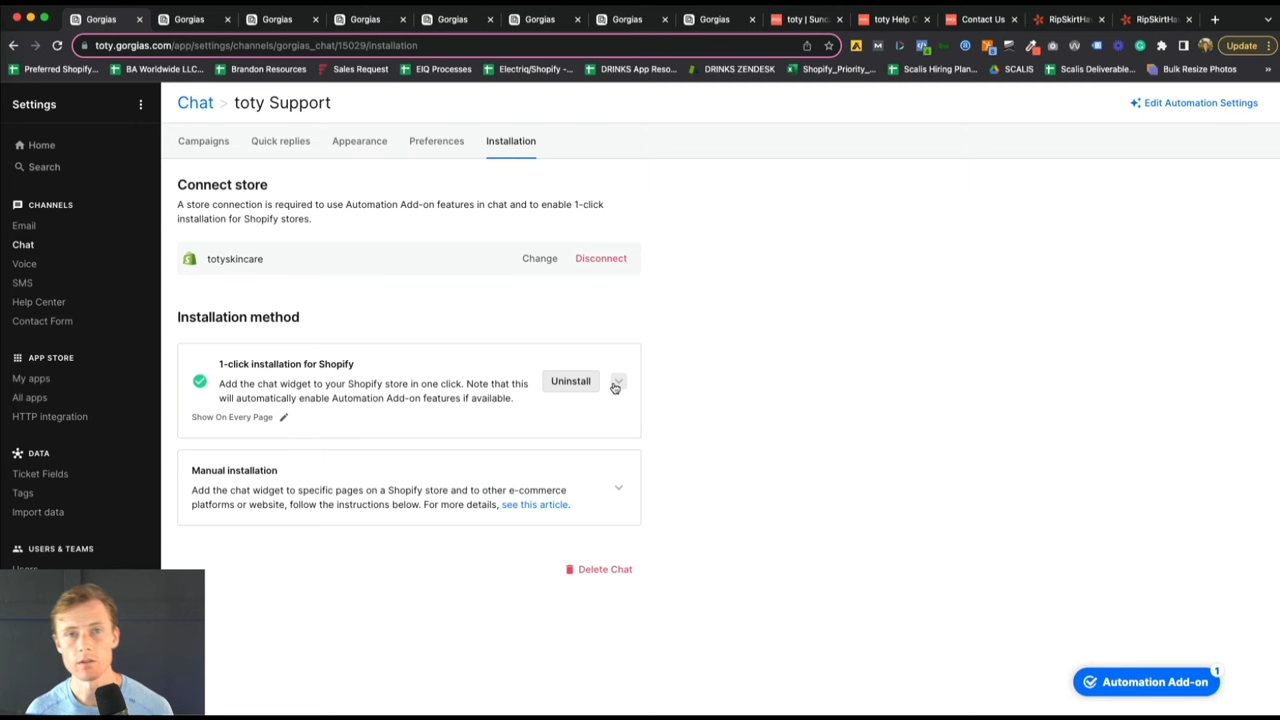 Gorgias
Gorgias
Gorgias
Gorgias
Gorgias
Gorgias
Gorgias
Gorgias
toty | Sun
toty Help C
Contact Us
RipSkirtHa
RipSkirtHa
toty.gorgias.com/app/settings/channels/gorgias_chat/15029/installation
Update
Preferred Shopify...
BA Worldwide LLC...
Brandon Resources
Sales Request
EIQ Processes
Electriq/Shopify -...
DRINKS App Reso...
DRINKS ZENDESK
Shopify_Priority_...
Scalis Hiring Plan...
SCALIS
Scalis Deliverable...
Bulk Resize Photos
»
Settings
Home
Search
CHANNELS
Email
Chat
Voice
SMS
Help Center
Contact Form
APP STORE
My apps
All apps
HTTP integration
DATA
Ticket Fields
Tags
Import data
USERS & TEAMS
Users
Chat > toty Support
Edit Automation Settings
Campaigns
Quick replies
Appearance
Preferences
Installation
Connect store
A store connection is required to use Automation Add-on features in chat and to enable 1-click
installation for Shopify stores.
totyskincare
Change
Disconnect
Installation method
1-click installation for Shopify
Add the chat widget to your Shopify store in one click. Note that this
will automatically enable Automation Add-on features if available.
Uninstall
Show On Every Page
Manual installation
Add the chat widget to specific pages on a Shopify store and to other e-commerce
platforms or website, follow the instructions below. For more details, see this article.
Delete Chat
Automation Add-on
1